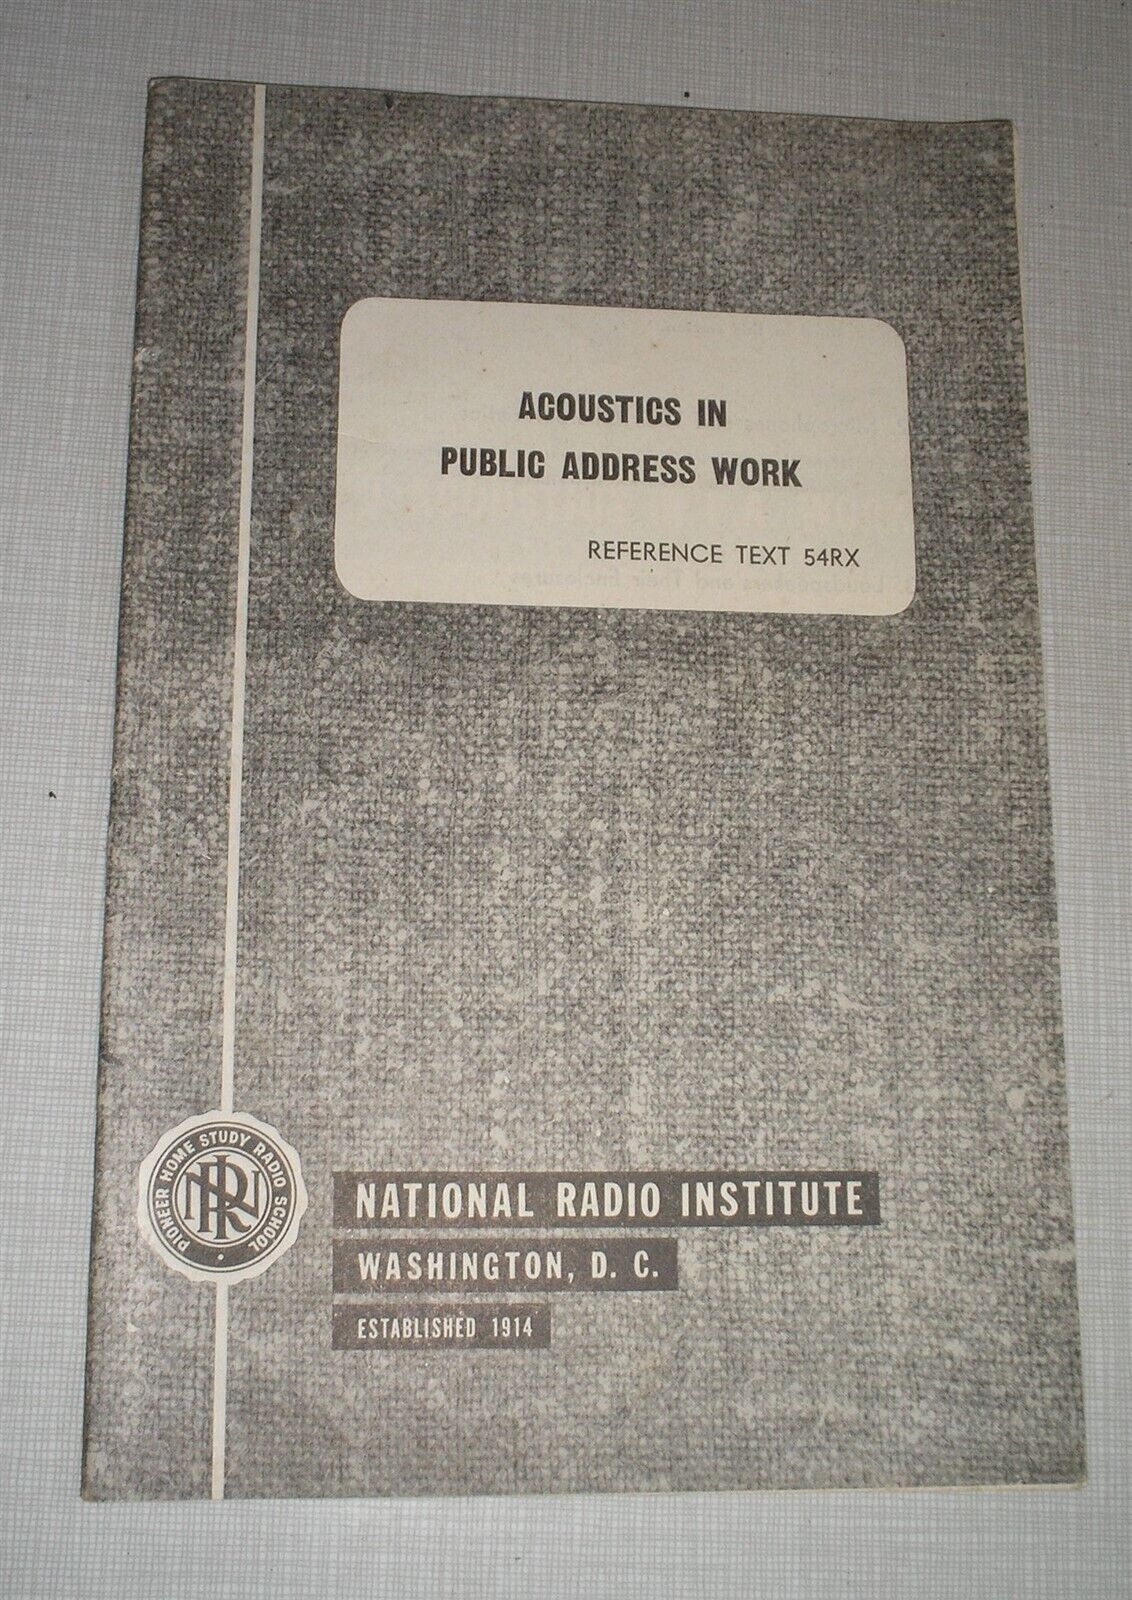 ACOUSTICS IN
PUBLIC ADDRESS WORK
REFERENCE TEXT 54RX
PIONEER HOME STUDY RADIO SCHOOL
NRI
NATIONAL RADIO INSTITUTE
WASHINGTON, D. C.
ESTABLISHED 1914